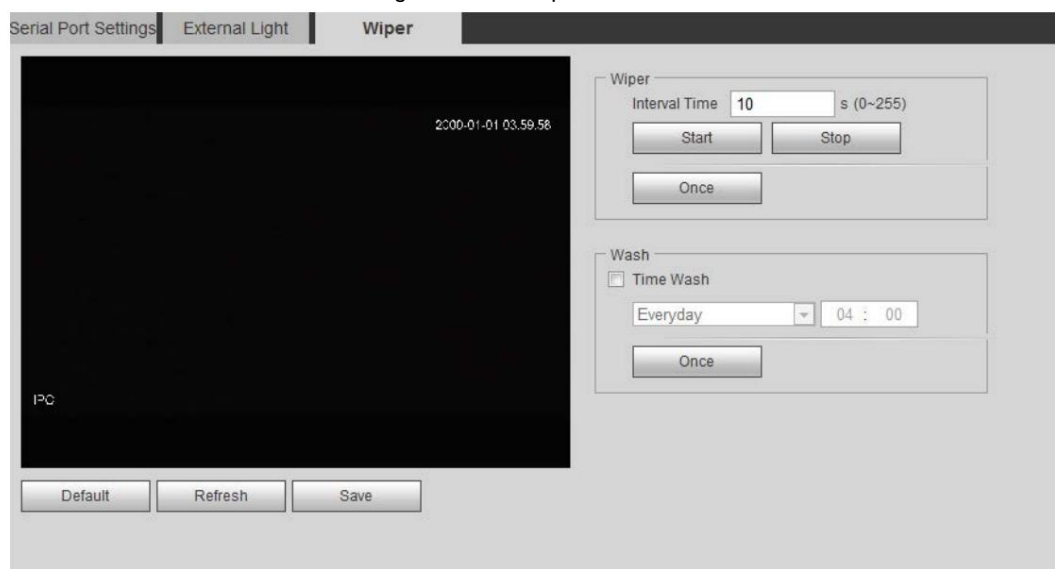 Serial Port Settings External Light Wiper
2000-01-01 03.59.58
IPC
Default Refresh Save
Wiper
Interval Time 10 s (0~255)
Start Stop
Once
Wash
Time Wash
Everyday 04 : 00
Once